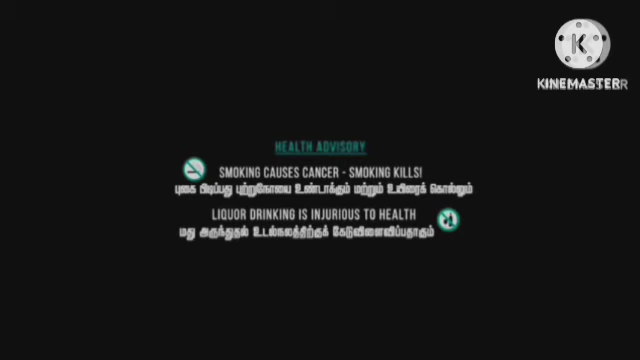 KINEMASTER
HEALTH ADVISORY
SMOKING CAUSES CANCER - SMOKING KILLS!
புகை பிடிப்பது புற்றுநோயை உண்டாக்கும் மற்றும் உயிரைக் கொல்லும்
LIQUOR DRINKING IS INJURIOUS TO HEALTH
மது அருந்துதல் உடல்நலத்திற்குக் கேடுவிளைவிப்பதாகும்